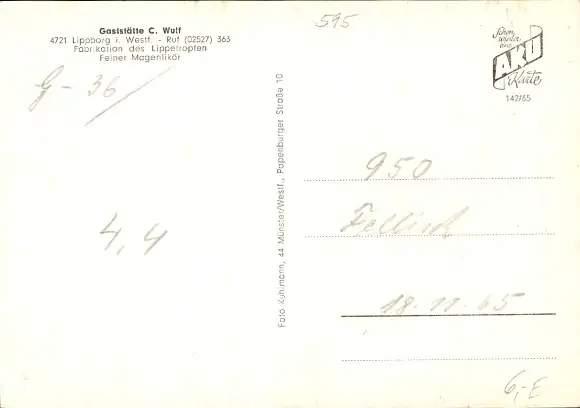 Gaststätte C. Wulf
4721 Lippborg i. Westf. - Ruf (02527) 363
Fabrikation des Lippetropfen
Feiner Magenlikör
G - 36/
4,4
Foto Kuhlmann, 44 Münster/Westf., Papenburger Straße 10
595
Schon
wieder
eine
AKU
Karte
142/65
950
18.11.65
6,-E